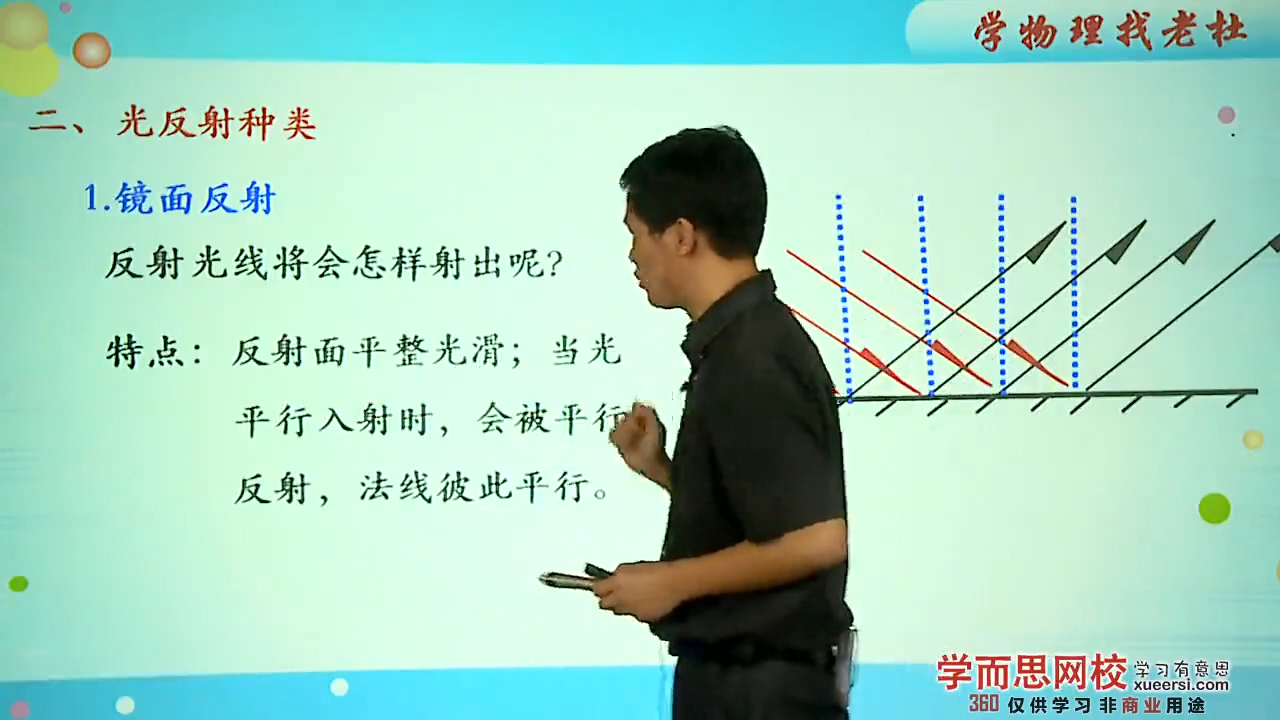 学物理找老杜
二、光反射种类
1.镜面反射
反射光线将会怎样射出呢?
特点：反射面平整光滑；当光
平行入射时，会被平行
反射，法线彼此平行。
学而思网校 学习有意思
xueersi.com
360 仅供学习 非商业用途